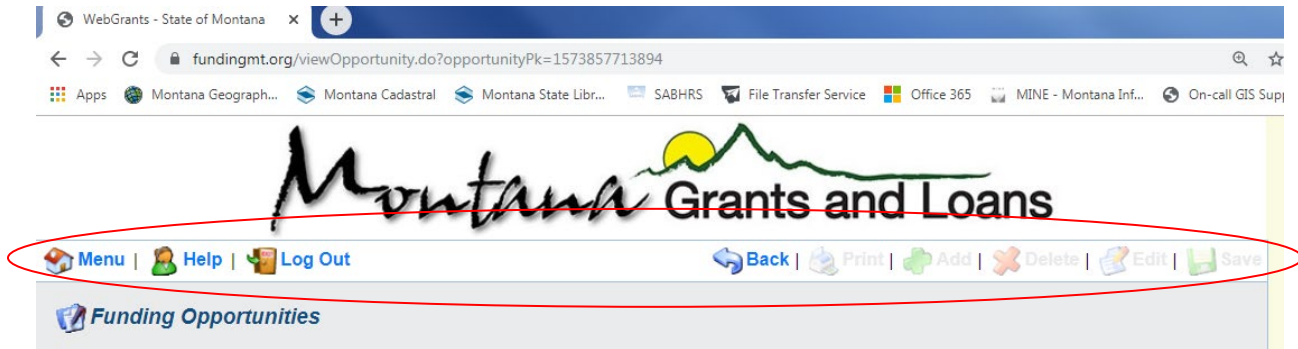 WebGrants - State of Montana
fundingmt.org/viewOpportunity.do?opportunityPk=1573857713894
Apps Montana Geograph... Montana Cadastral Montana State Libr... SABHRS File Transfer Service Office 365 MINE - Montana Inf... On-call GIS Sup
Montana Grants and Loans
Menu | Help | Log Out Back | Print | Add | Delete | Edit | Save
Funding Opportunities